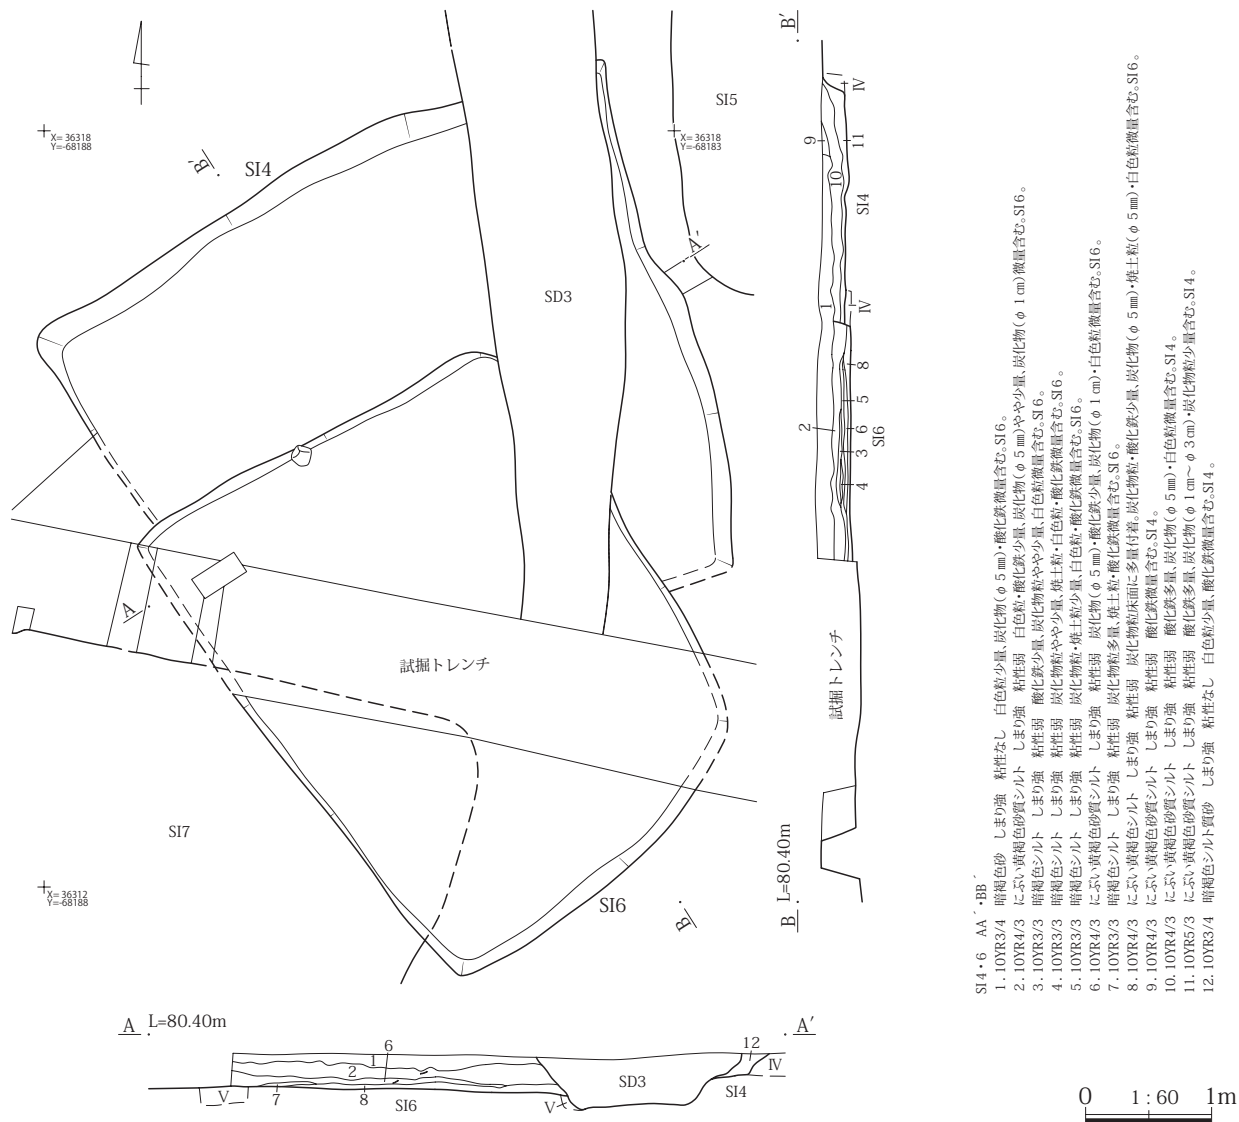 B′
SI5
X= 36318
Y=-68188
X= 36318
Y=-68183
B′
SI4
A′
SD3
IV
9
11
10
SI4
1
IV
8
5
2
6
SI6
3
4
A
試掘トレンチ
試掘トレンチ
SI7
X= 36312
Y=-68188
SI6
B
B L=80.40m
SI4・6 AA´・BB´
1. 10YR3/4 暗褐色砂 しまり強 粘性なし 白色粒少量、炭化物(φ5㎜)・酸化鉄微量含む。SI6。
2. 10YR4/3 にぶい黄褐色砂質シルト しまり強 粘性弱 白色粒・酸化鉄少量、炭化物(φ5㎜)やや少量、炭化物(φ1㎝)微量含む。SI6。
3. 10YR3/3 暗褐色シルト しまり強 粘性弱 酸化鉄少量、炭化物粒やや少量、白色粒微量含む。SI6。
4. 10YR3/3 暗褐色シルト しまり強 粘性弱 炭化物粒やや少量、焼土粒・白色粒・酸化鉄微量含む。SI6。
5. 10YR3/3 暗褐色シルト しまり強 粘性弱 炭化物粒・焼土粒少量、白色粒・酸化鉄微量含む。SI6。
6. 10YR4/3 にぶい黄褐色砂質シルト しまり強 粘性弱 炭化物(φ5㎜)・酸化鉄少量、炭化物(φ1㎝)・白色粒微量含む。SI6。
7. 10YR3/3 暗褐色シルト しまり強 粘性弱 炭化物粒多量、焼土粒・酸化鉄微量含む。SI6。
8. 10YR4/3 にぶい黄褐色シルト しまり強 粘性弱 炭化物粒床面に多量付着。炭化物粒・酸化鉄少量、炭化物(φ5㎜)・焼土粒(φ5㎜)・白色粒微量含む。SI6。
9. 10YR4/3 にぶい黄褐色砂質シルト しまり強 粘性弱 酸化鉄微量含む。SI4。
10. 10YR4/3 にぶい黄褐色砂質シルト しまり強 粘性弱 酸化鉄多量、炭化物(φ5㎜)・白色粒微量含む。SI4。
11. 10YR5/3 にぶい黄褐色砂質シルト しまり強 粘性弱 酸化鉄多量、炭化物(φ1㎝～φ3㎝)・炭化物粒少量含む。SI4。
12. 10YR3/4 暗褐色シルト質砂 しまり強 粘性なし 白色粒少量、酸化鉄微量含む。SI4。
A L=80.40m
A′
6
12
1
2
IV
SD3
V
7
8
SI6
V
SI4
0 1 : 60 1m